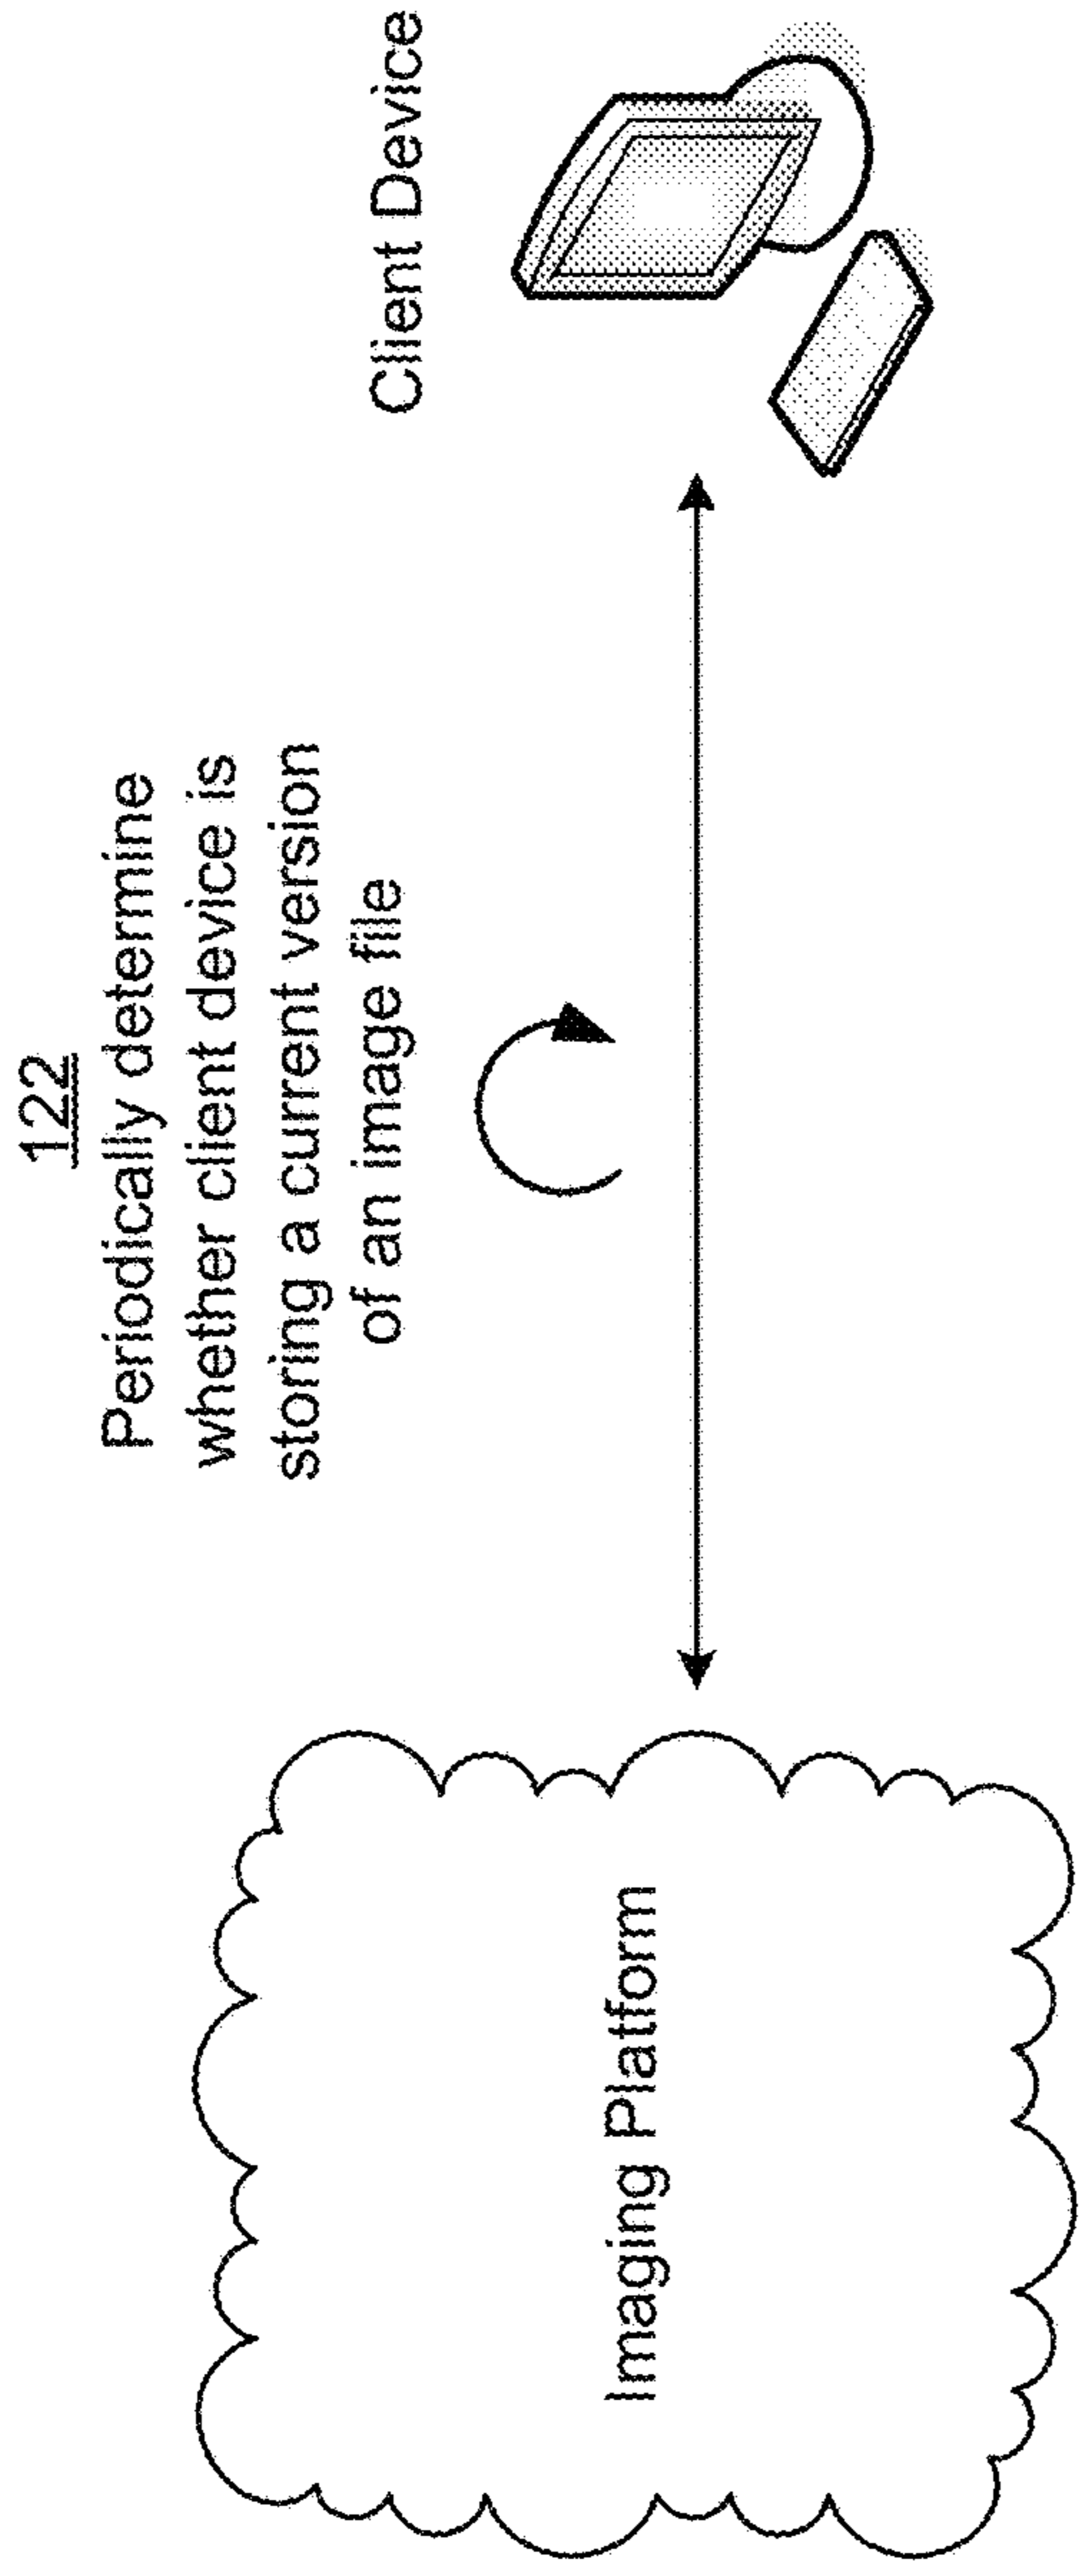 122
Periodically determine
whether client device is
storing a current version
of an image file
Imaging Platform
Client Device